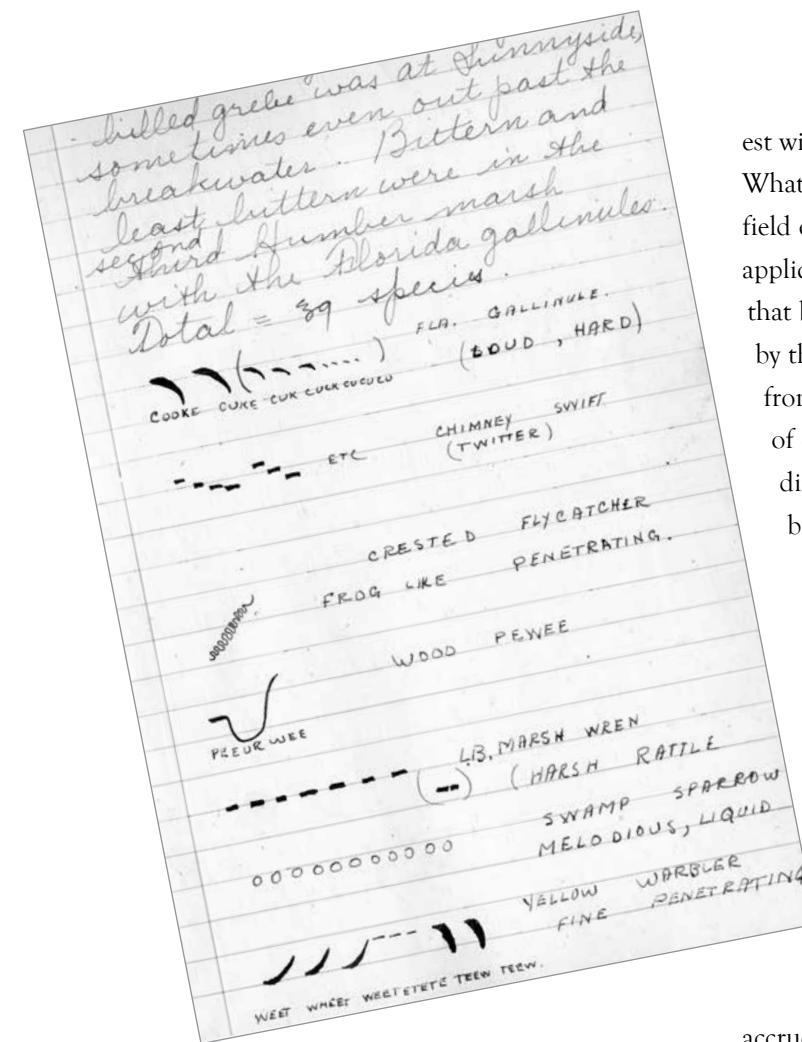 billed grebe was at Sunnyside,
sometimes even out past the
breakwater. Bittern and
least bittern were in the
second
third Humber marsh
with the Florida gallinules.
Total = 39 species.
FLA. GALLINULE.
(LOUD, HARD)
COOKE CUKE CUK CUCK CUCUCU
ETC CHIMNEY SWIFT
(TWITTER)
CRESTED FLYCATCHER
FROG LIKE PENETRATING.
WOOD PEWEE
PEEUR WEE
L.B. MARSH WREN
(HARSH RATTLE
SWAMP SPARROW
MELODIOUS, LIQUID
YELLOW WARBLER
FINE PENETRATING
WEET WHEET WEETETETE TEEW TEEW.
est wi
What
field
applic
that b
by th
from
of
di
b
accru